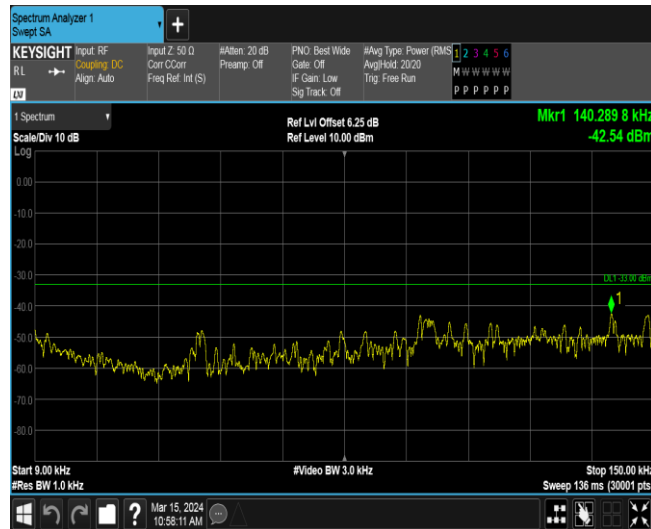 Spectrum Analyzer 1
Swept SA
KEYSIGHT
RL
LXI
Input: RF
Coupling: DC
Align: Auto
Input Z: 50 Ω
Corr CCorr
Freq Ref: Int (S)
#Atten: 20 dB
Preamp: Off
PNO: Best Wide
Gate: Off
IF Gain: Low
Sig Track: Off
#Avg Type: Power (RMS
Avg|Hold: 20/20
Trig: Free Run
1 2 3 4 5 6
M W W W W W
P P P P P P
1 Spectrum
Scale/Div 10 dB
Ref Lvl Offset 6.25 dB
Ref Level 10.00 dBm
Mkr1 140.289 8 kHz
-42.54 dBm
Log
0.00
-10.0
-20.0
-30.0
DL1 -33.00 dBm
-40.0
1
-50.0
-60.0
-70.0
-80.0
Start 9.00 kHz
#Video BW 3.0 kHz
Stop 150.00 kHz
#Res BW 1.0 kHz
Sweep 136 ms (30001 pts
?
Mar 15, 2024
10:58:11 AM